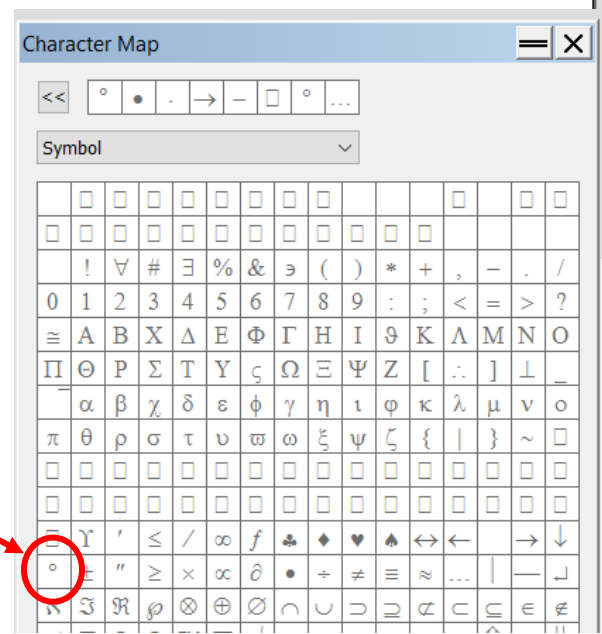 Character Map
<< ° • · → – □ ° …
Symbol
□ □ □ □ □ □ □ □ □ □ □
□ □ □ □ □ □ □ □ □ □ □ □
! ∀ # ∃ % & ∍ ( ) * + , − . /
0 1 2 3 4 5 6 7 8 9 : ; < = > ?
≅ Α Β Χ Δ Ε Φ Γ Η Ι ϑ Κ Λ Μ Ν Ο
Π Θ Ρ Σ Τ Υ ς Ω Ξ Ψ Ζ [ ∴ ] ⊥ _
‾ α β χ δ ε ϕ γ η ι φ κ λ μ ν ο
π θ ρ σ τ υ ϖ ω ξ ψ ζ { | } ~ □
□ □ □ □ □ □ □ □ □ □ □ □ □ □ □ □
□ □ □ □ □ □ □ □ □ □ □ □ □ □ □ □
□ ϒ ′ ≤ ⁄ ∞ ƒ ♣ ♦ ♥ ♠ ↔ ← → ↓
° ± ″ ≥ × ∝ ∂ • ÷ ≠ ≡ ≈ … | — ↵
ℵ ℑ ℜ ℘ ⊗ ⊕ ∅ ∩ ∪ ⊃ ⊇ ⊄ ⊂ ⊆ ∈ ∉